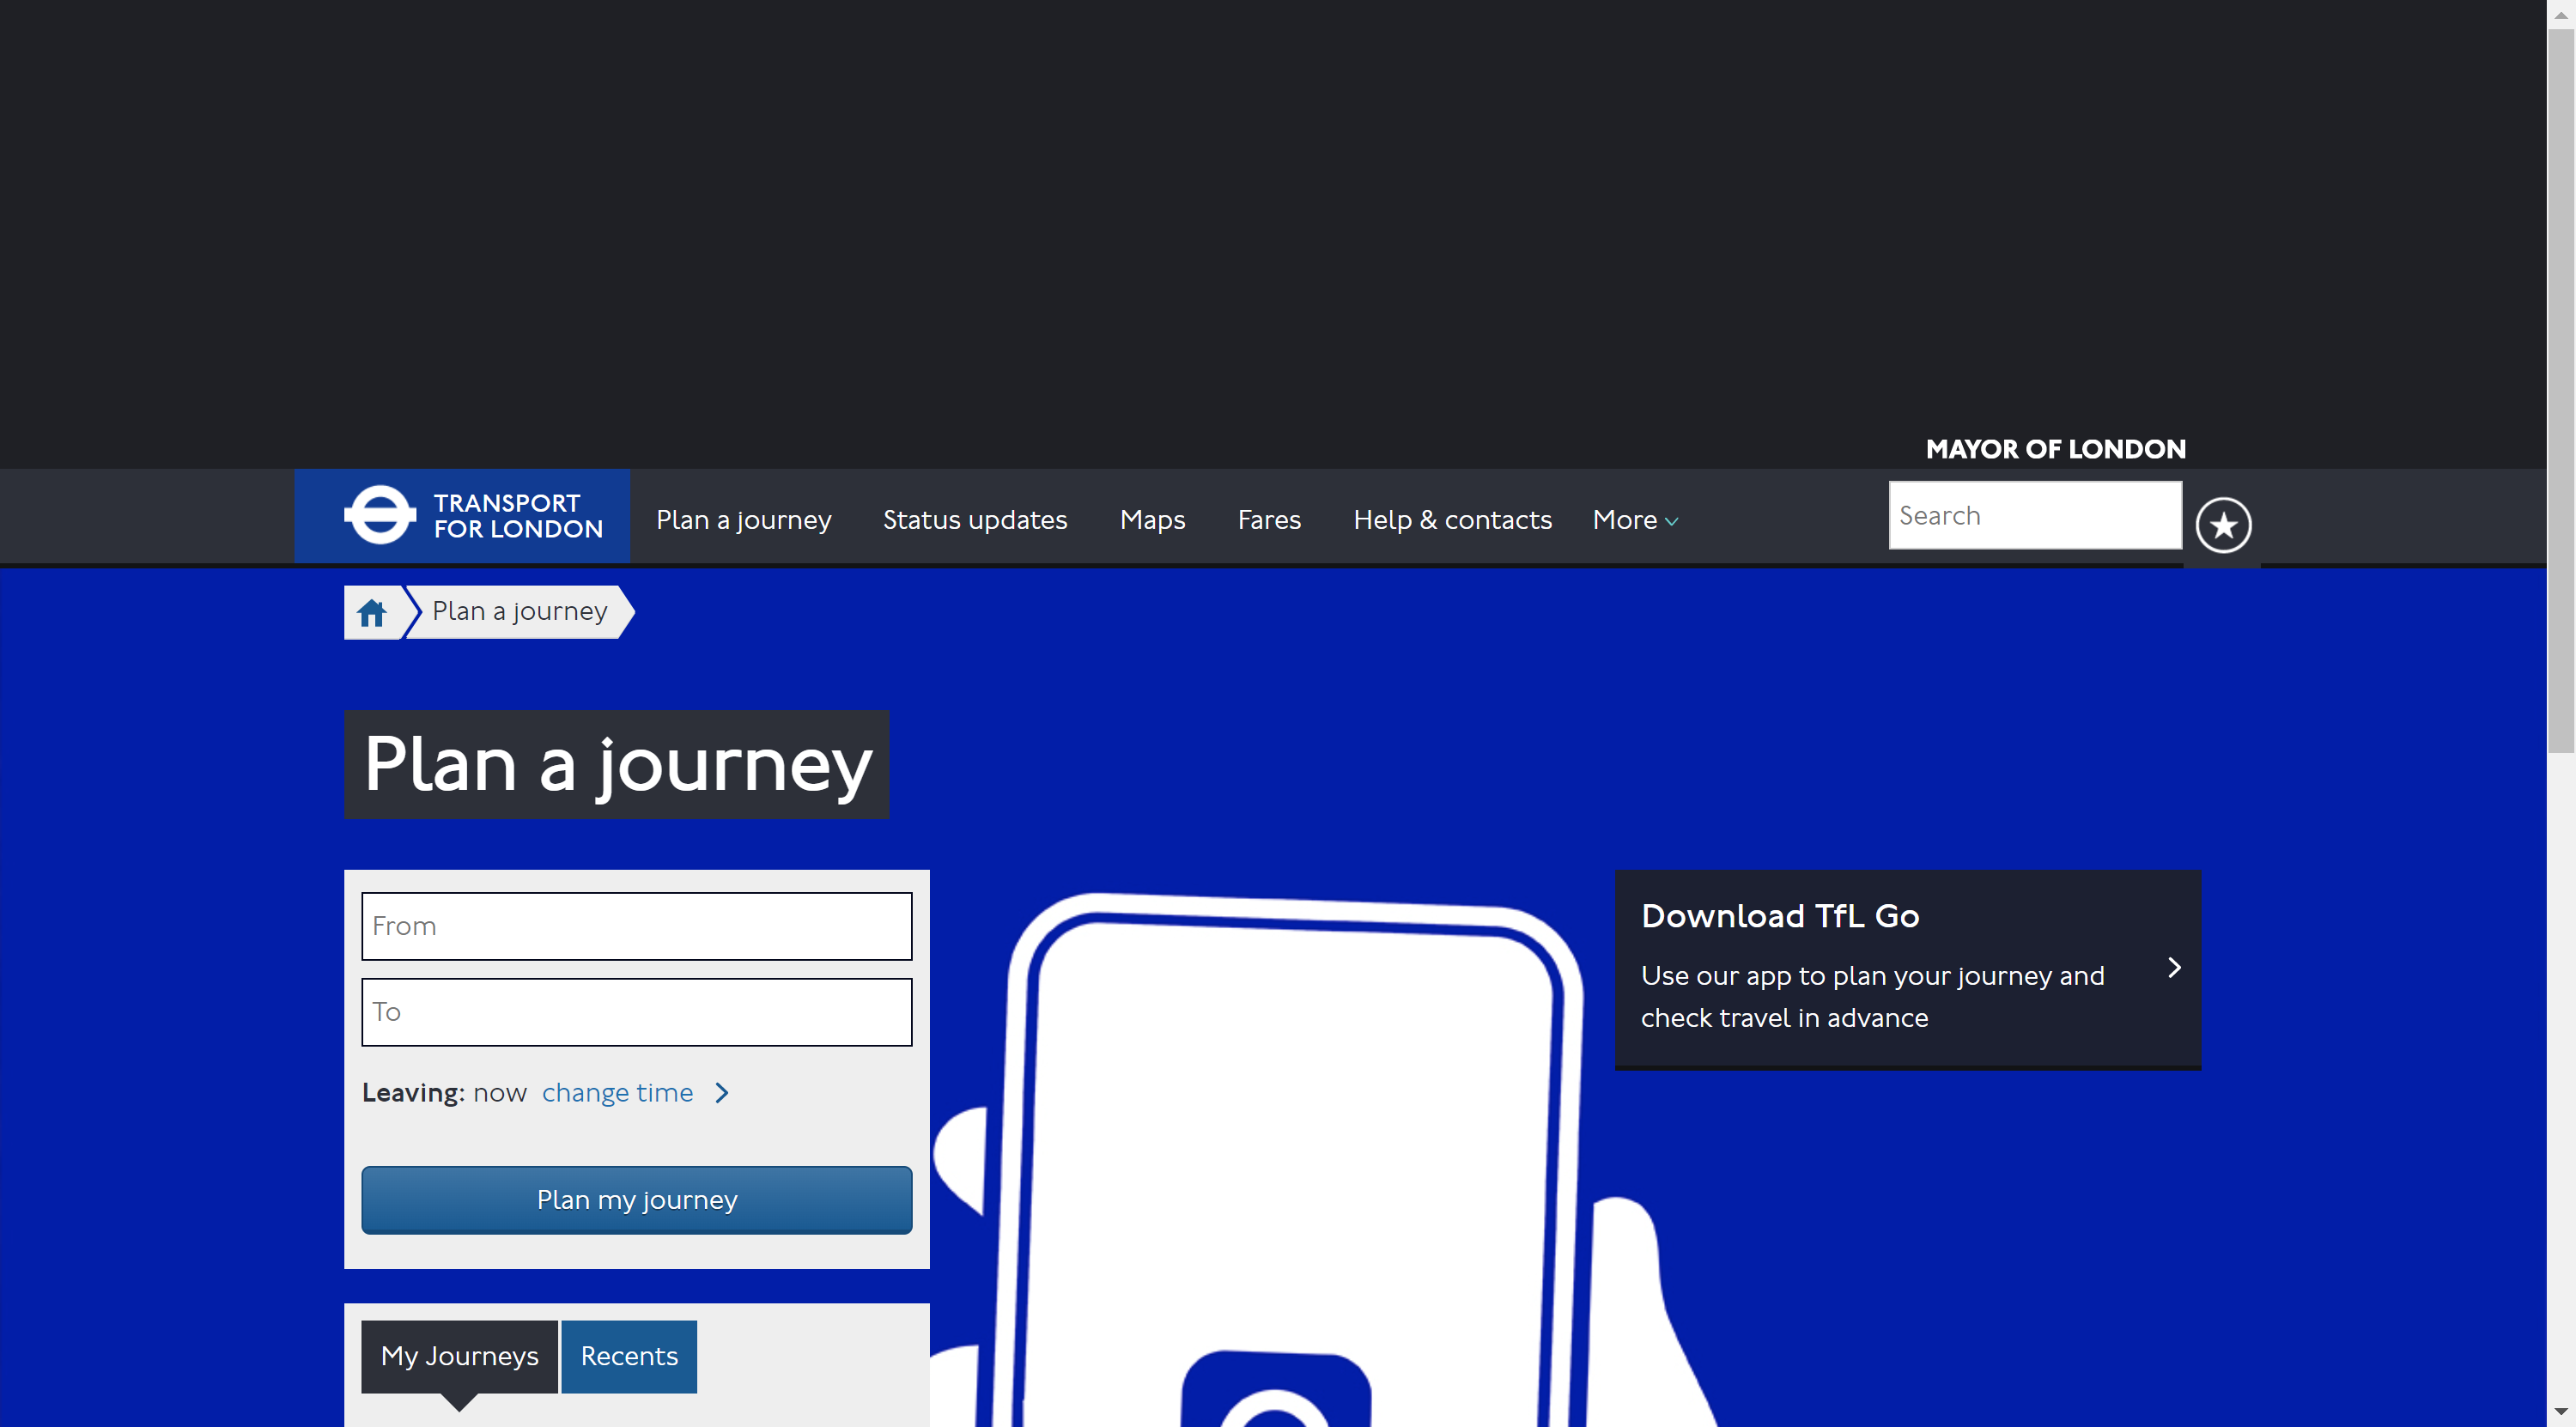 MAYOR OF LONDON
TRANSPORT
FOR LONDON
Plan a journey
Status updates
Maps
Fares
Help & contacts
More
Search
Plan a journey
Plan a journey
From
To
Leaving: now change time
Plan my journey
Download TfL Go
Use our app to plan your journey and
check travel in advance
My Journeys
Recents